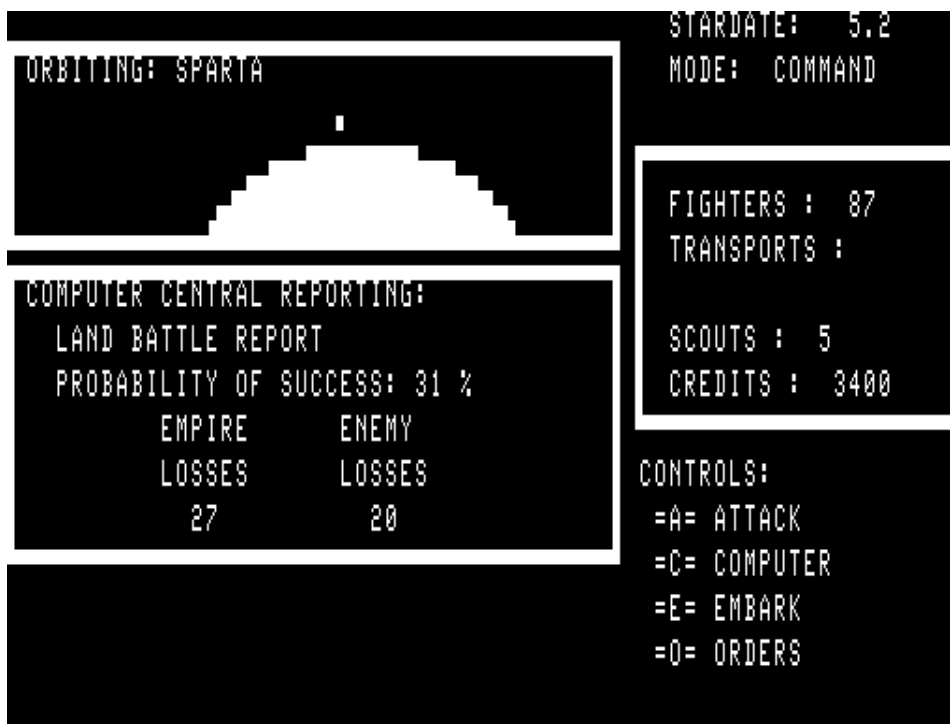 STARDATE: 5.2
MODE: COMMAND
ORBITING: SPARTA
FIGHTERS : 87
TRANSPORTS :
SCOUTS : 5
CREDITS : 3400
COMPUTER CENTRAL REPORTING:
LAND BATTLE REPORT
PROBABILITY OF SUCCESS: 31 %
EMPIRE ENEMY
LOSSES LOSSES
27 20
CONTROLS:
=A= ATTACK
=C= COMPUTER
=E= EMBARK
=O= ORDERS